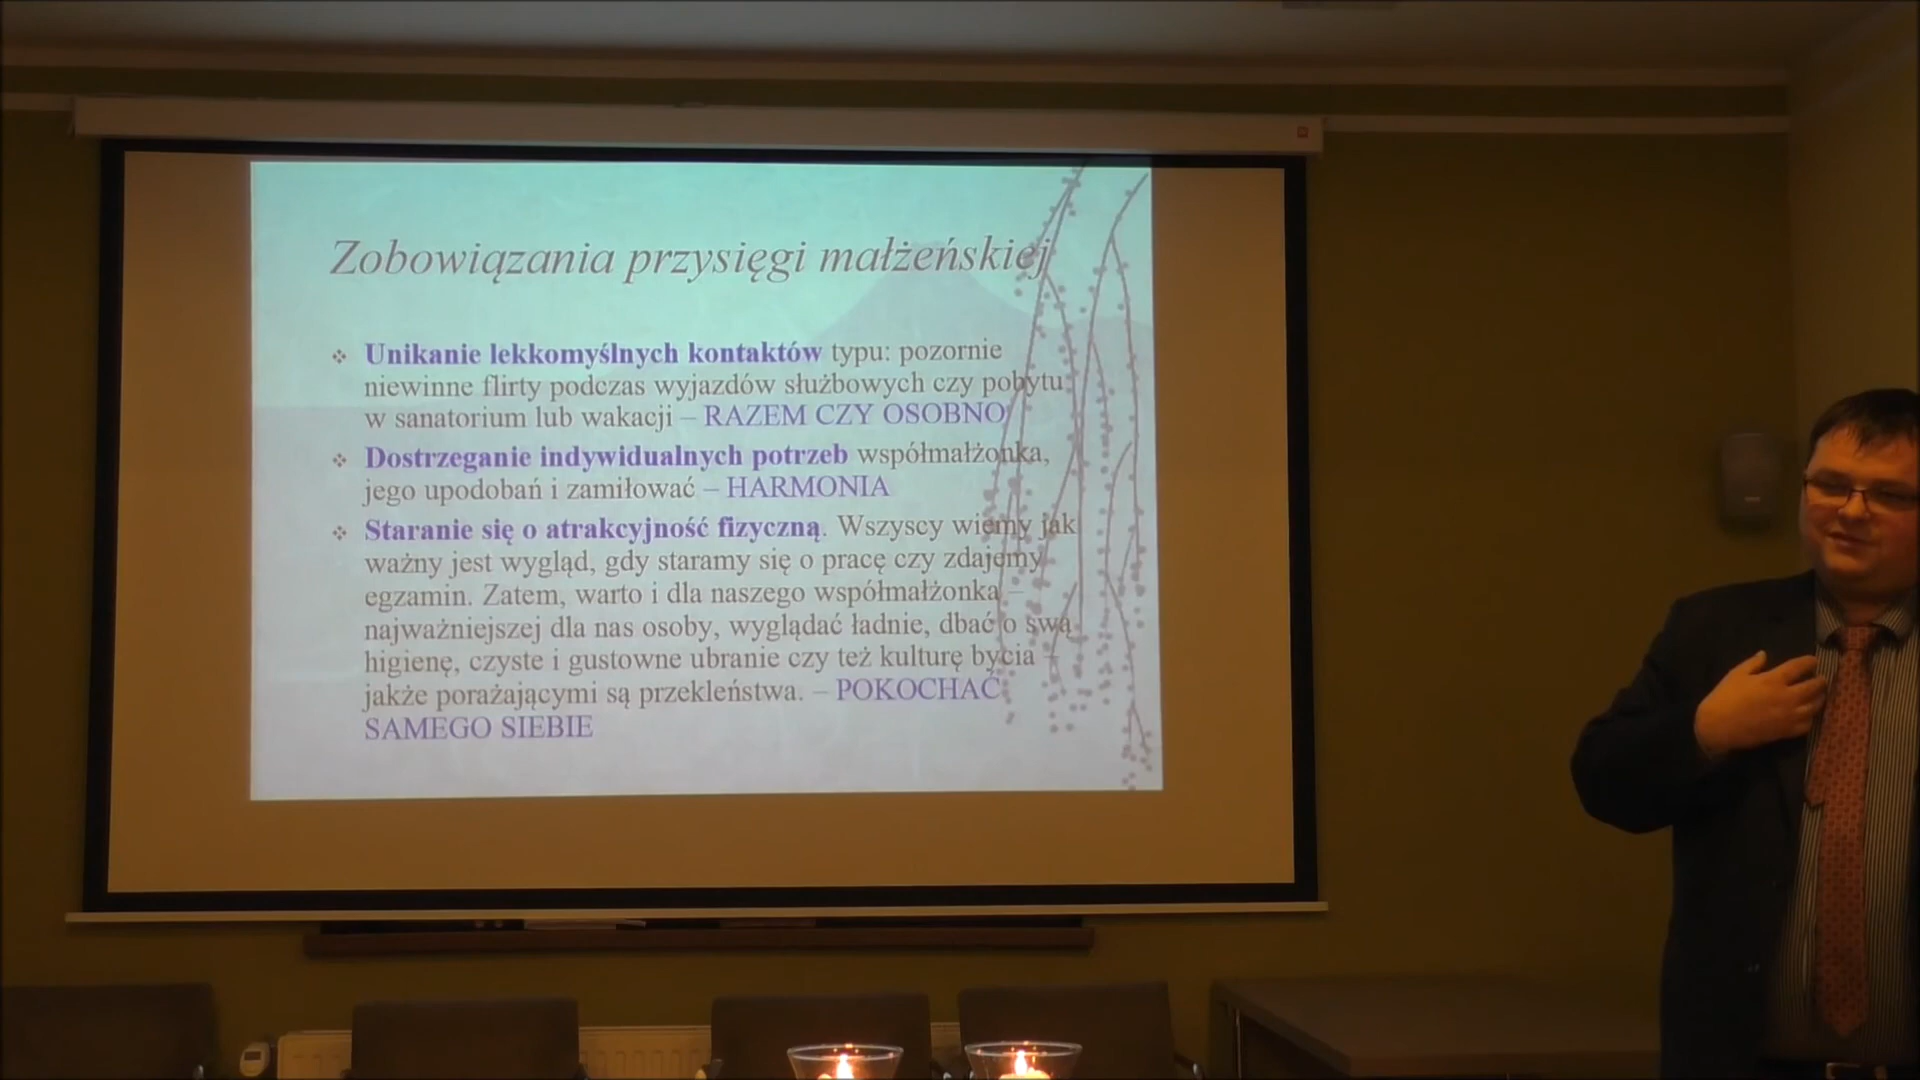 Zobowiązania przysięgi małżeńskiej
❖ Unikanie lekkomyślnych kontaktów typu: pozornie
niewinne flirty podczas wyjazdów służbowych czy pobytu
w sanatorium lub wakacji – RAZEM CZY OSOBNO
❖ Dostrzeganie indywidualnych potrzeb współmałżonka,
jego upodobań i zamiłować – HARMONIA
❖ Staranie się o atrakcyjność fizyczną. Wszyscy wiemy jak
ważny jest wygląd, gdy staramy się o pracę czy zdajemy
egzamin. Zatem, warto i dla naszego współmałżonka –
najważniejszej dla nas osoby, wyglądać ładnie, dbać o swą
higienę, czyste i gustowne ubranie czy też kulturę bycia –
jakże porażającymi są przekleństwa. – POKOCHAĆ
SAMEGO SIEBIE